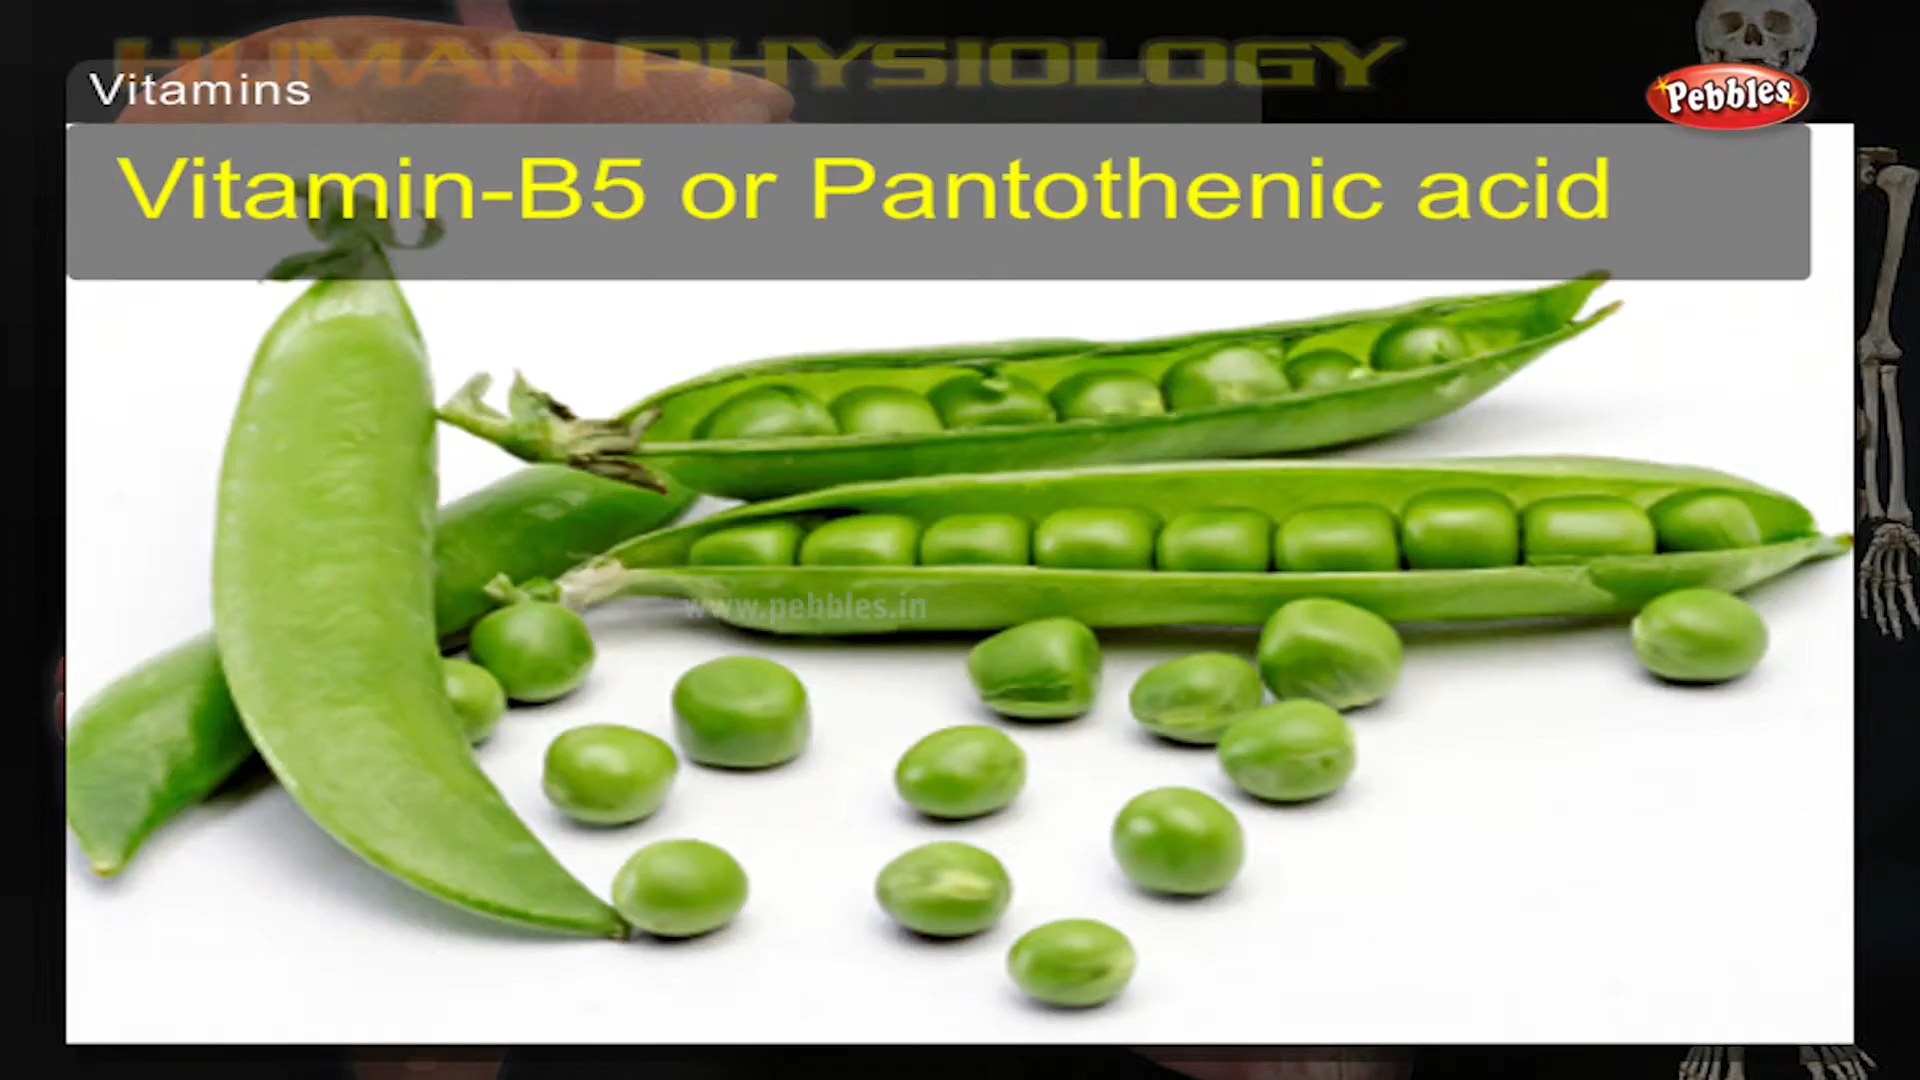 HUMAN PHYSIOLOGY
Vitamins
Pebbles
Vitamin-B5 or Pantothenic acid
www.pebbles.in